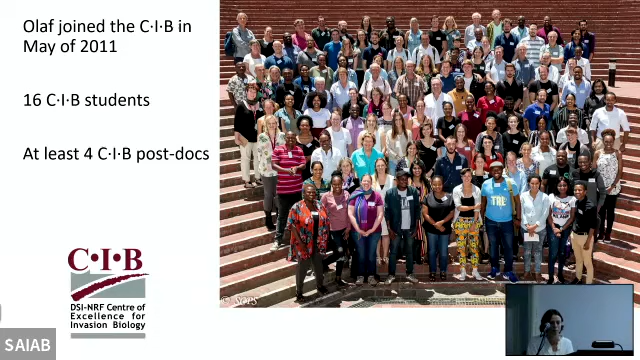 Olaf joined the C·I·B in
May of 2011
16 C·I·B students
At least 4 C·I·B post-docs
C·I·B
DSI-NRF Centre of
Excellence for
Invasion Biology
SAIAB